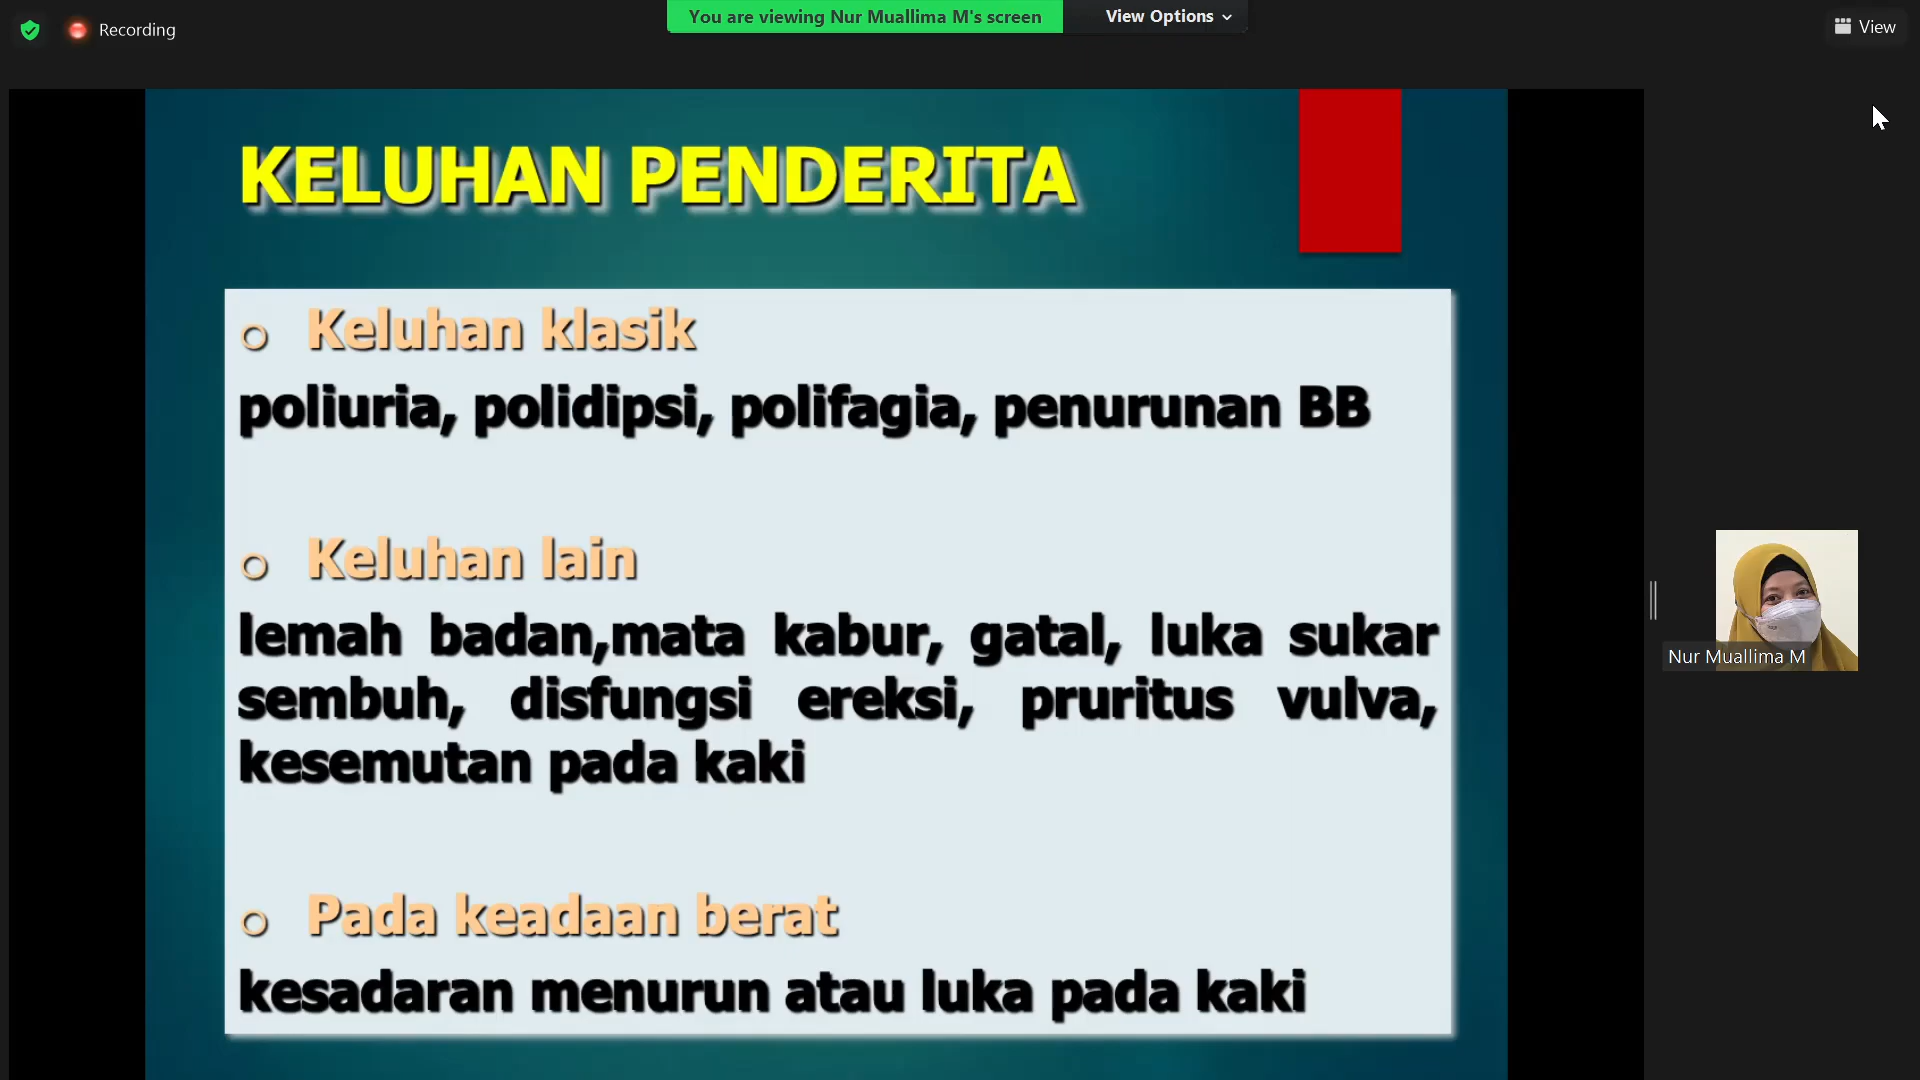 Recording
You are viewing Nur Muallima M's screen
View Options
View
KELUHAN PENDERITA
o Keluhan klasik
poliuria, polidipsi, polifagia, penurunan BB
o Keluhan lain
lemah badan,mata kabur, gatal, luka sukar
sembuh, disfungsi ereksi, pruritus vulva,
kesemutan pada kaki
o Pada keadaan berat
kesadaran menurun atau luka pada kaki
Nur Muallima M